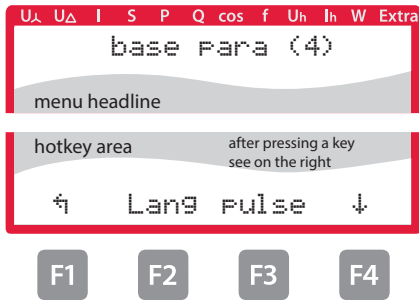 U⅄ U△ I S P Q cos f Uh Ih W Extra
base para (4)
menu headline
hotkey area
after pressing a key
see on the right
↰ Lang pulse ↓
F1 F2 F3 F4